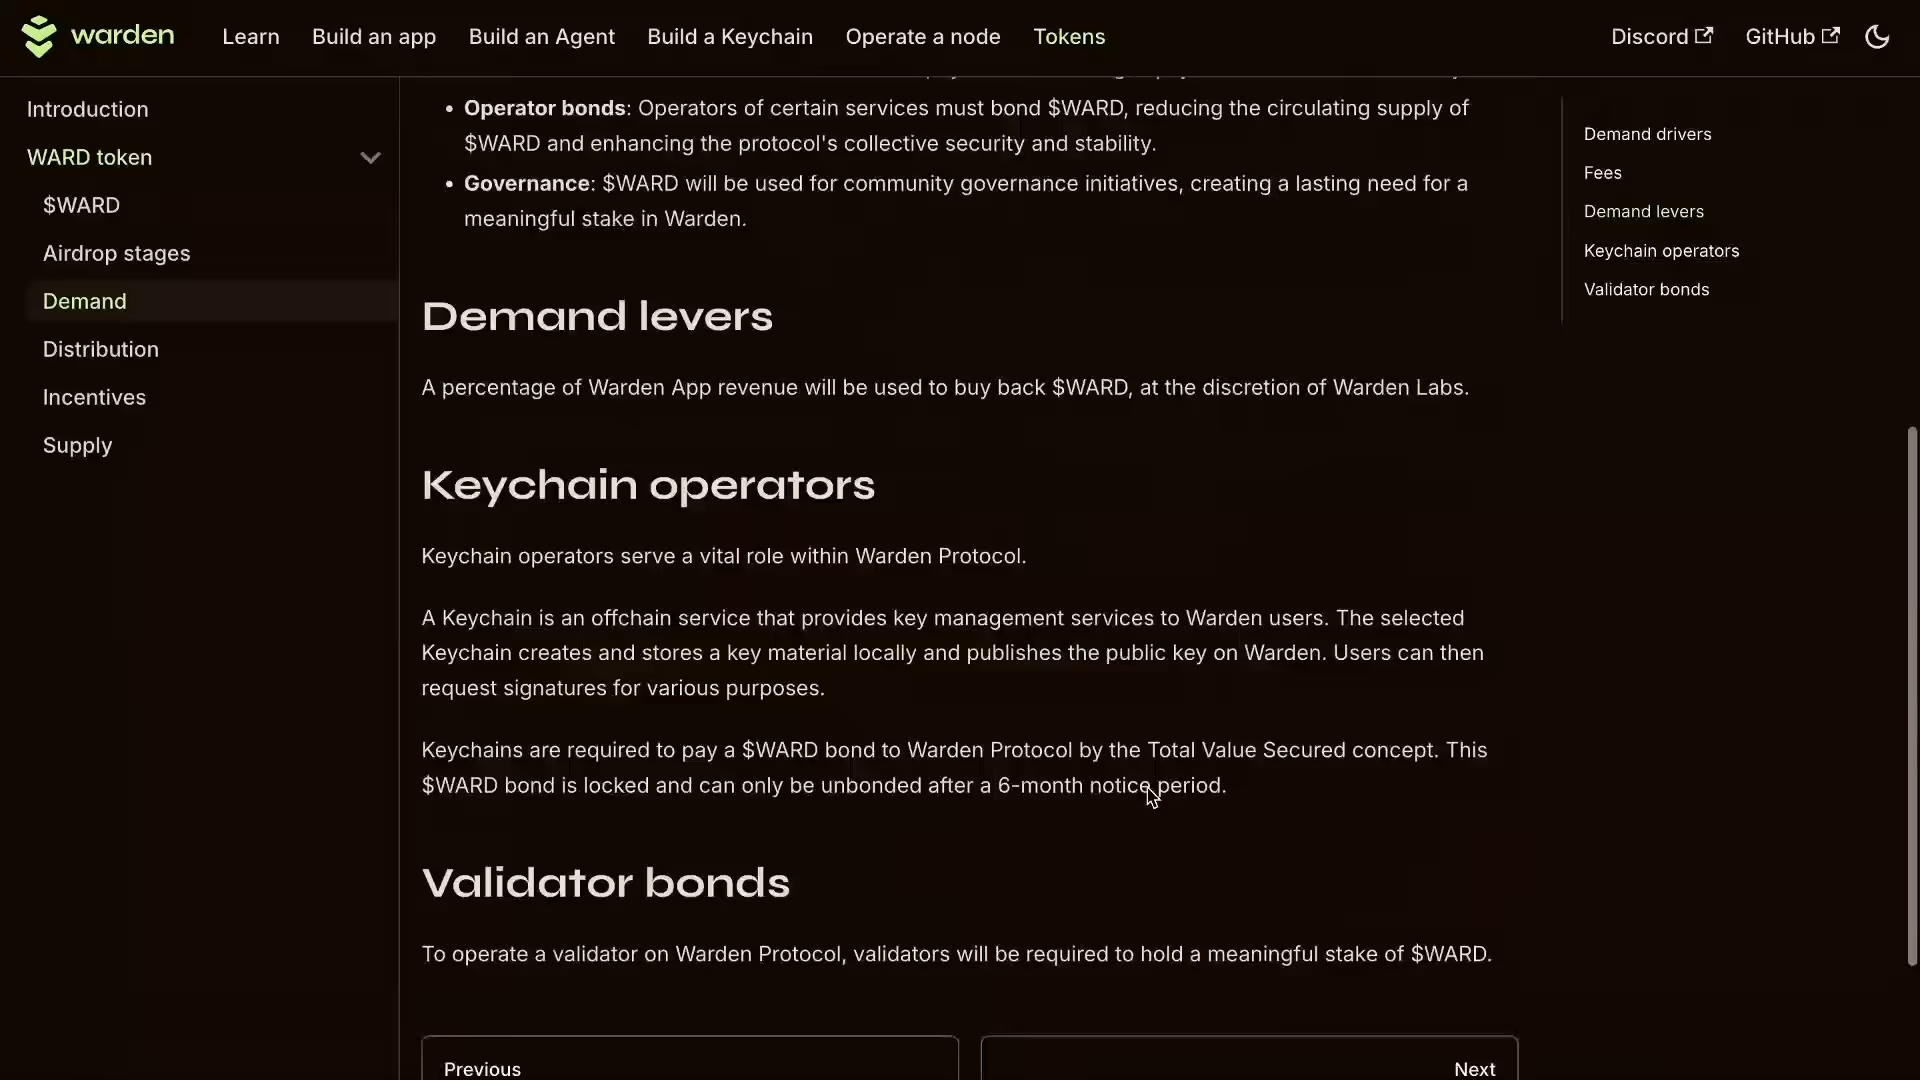 warden
Learn
Build an app
Build an Agent
Build a Keychain
Operate a node
Tokens
Discord
GitHub
Introduction
WARD token
$WARD
Airdrop stages
Demand
Distribution
Incentives
Supply
• Operator bonds: Operators of certain services must bond $WARD, reducing the circulating supply of
$WARD and enhancing the protocol's collective security and stability.
• Governance: $WARD will be used for community governance initiatives, creating a lasting need for a
meaningful stake in Warden.
Demand levers
A percentage of Warden App revenue will be used to buy back $WARD, at the discretion of Warden Labs.
Keychain operators
Keychain operators serve a vital role within Warden Protocol.
A Keychain is an offchain service that provides key management services to Warden users. The selected
Keychain creates and stores a key material locally and publishes the public key on Warden. Users can then
request signatures for various purposes.
Keychains are required to pay a $WARD bond to Warden Protocol by the Total Value Secured concept. This
$WARD bond is locked and can only be unbonded after a 6-month notice period.
Validator bonds
To operate a validator on Warden Protocol, validators will be required to hold a meaningful stake of $WARD.
Previous
Next
Demand drivers
Fees
Demand levers
Keychain operators
Validator bonds